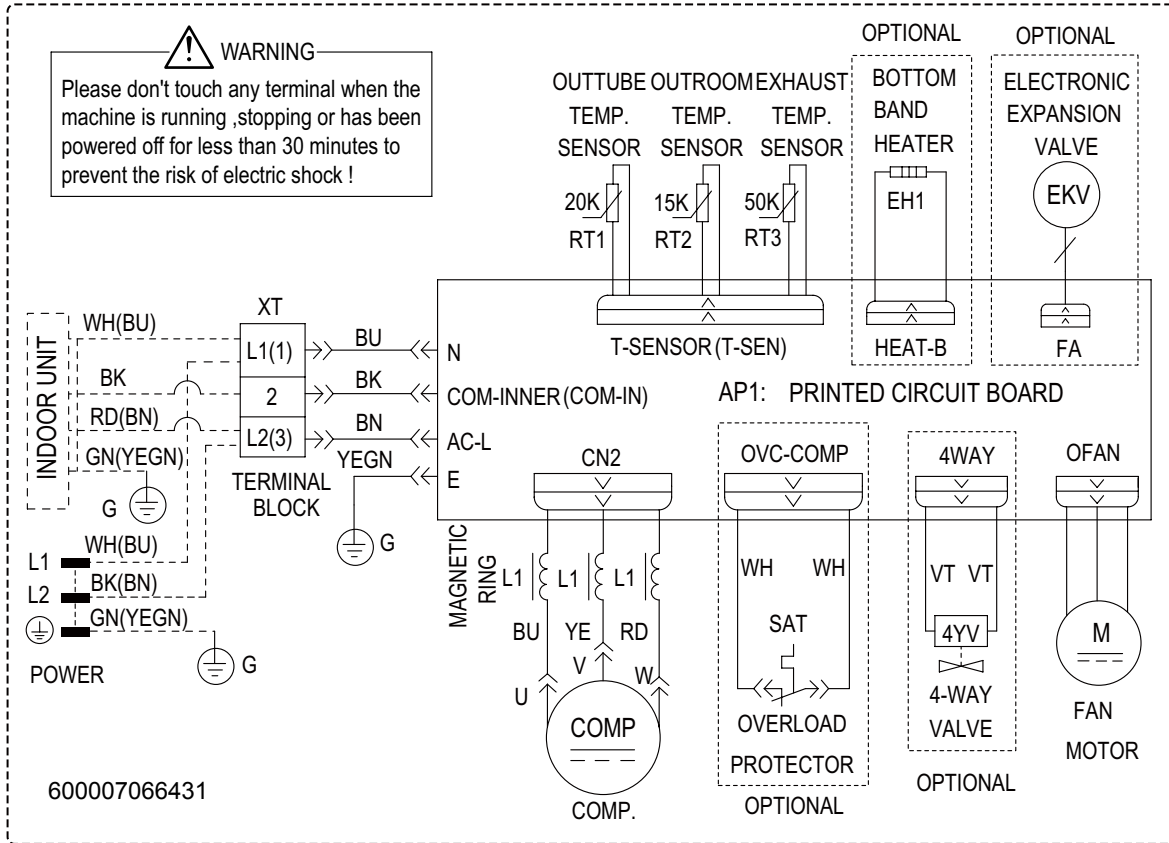 WARNING
Please don't touch any terminal when the
machine is running ,stopping or has been
powered off for less than 30 minutes to
prevent the risk of electric shock !
OUTTUBE
TEMP.
SENSOR
20K
RT1
OUTROOM
TEMP.
SENSOR
15K
RT2
EXHAUST
TEMP.
SENSOR
50K
RT3
OPTIONAL
BOTTOM
BAND
HEATER
EH1
OPTIONAL
ELECTRONIC
EXPANSION
VALVE
EKV
T-SENSOR(T-SEN)
HEAT-B
FA
INDOOR UNIT
WH(BU)
BK
RD(BN)
GN(YEGN)
G
XT
L1(1)
2
L2(3)
TERMINAL
BLOCK
BU
BK
BN
YEGN
G
N
COM-INNER(COM-IN)
AC-L
E
AP1: PRINTED CIRCUIT BOARD
L1
L2
WH(BU)
BK(BN)
GN(YEGN)
G
POWER
CN2
MAGNETIC
RING
L1
L1
L1
BU
YE
RD
U
V
W
COMP
COMP.
OVC-COMP
WH
WH
SAT
OVERLOAD
PROTECTOR
OPTIONAL
4WAY
VT
VT
4YV
4-WAY
VALVE
OPTIONAL
OFAN
M
FAN
MOTOR
600007066431